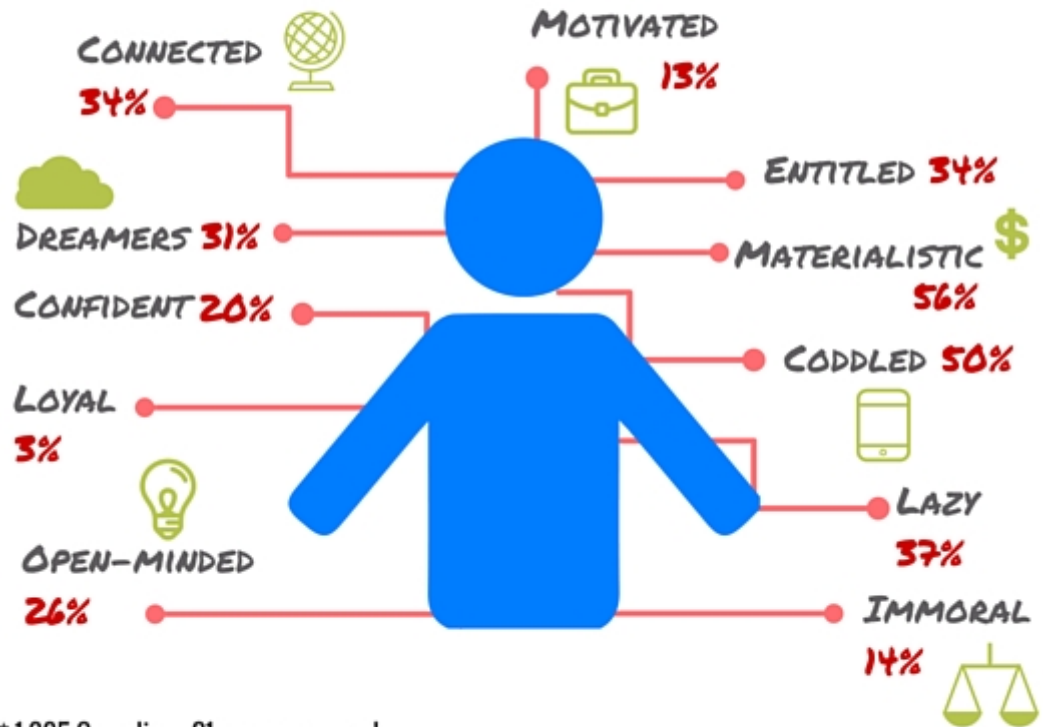 CONNECTED
34%
MOTIVATED
13%
ENTITLED 34%
DREAMERS 31%
MATERIALISTIC $
56%
CONFIDENT 20%
CODDLED 50%
LOYAL
3%
LAZY
37%
OPEN-MINDED
26%
IMMORAL
14%